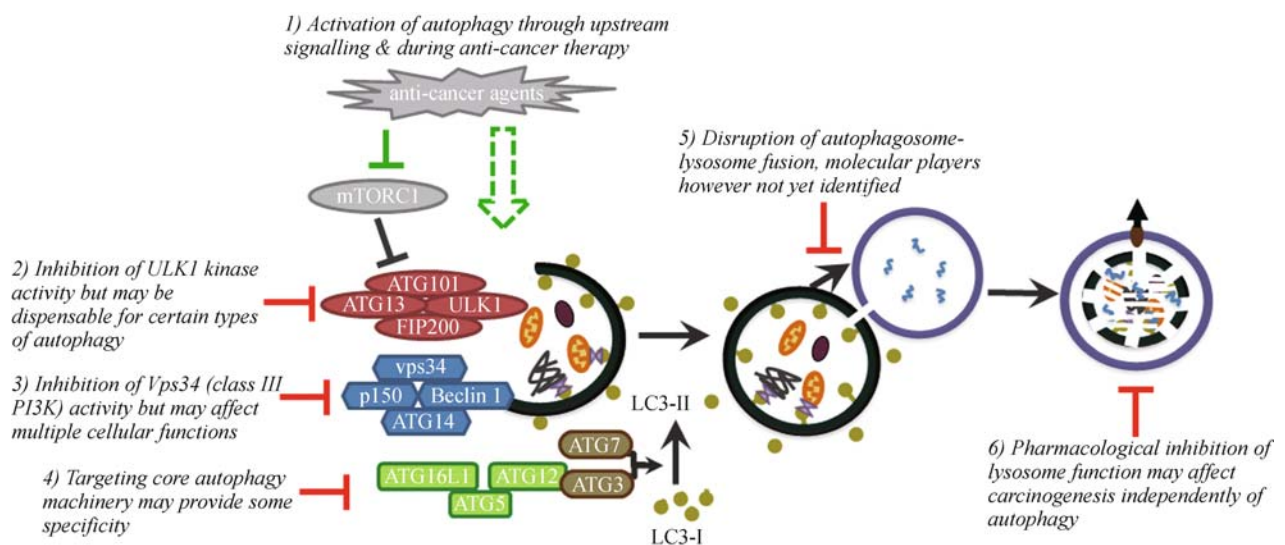 1) Activation of autophagy through upstream
signalling & during anti-cancer therapy
anti-cancer agents
mTORC1
5) Disruption of autophagosome-
lysosome fusion, molecular players
however not yet identified
2) Inhibition of ULK1 kinase
activity but may be
dispensable for certain types
of autophagy
ATG101
ATG13
ULK1
FIP200
3) Inhibition of Vps34 (class III
PI3K) activity but may affect
multiple cellular functions
vps34
p150
Beclin 1
ATG14
4) Targeting core autophagy
machinery may provide some
specificity
ATG16L1
ATG12
ATG5
ATG7
ATG3
LC3-II
LC3-I
6) Pharmacological inhibition of
lysosome function may affect
carcinogenesis independently of
autophagy